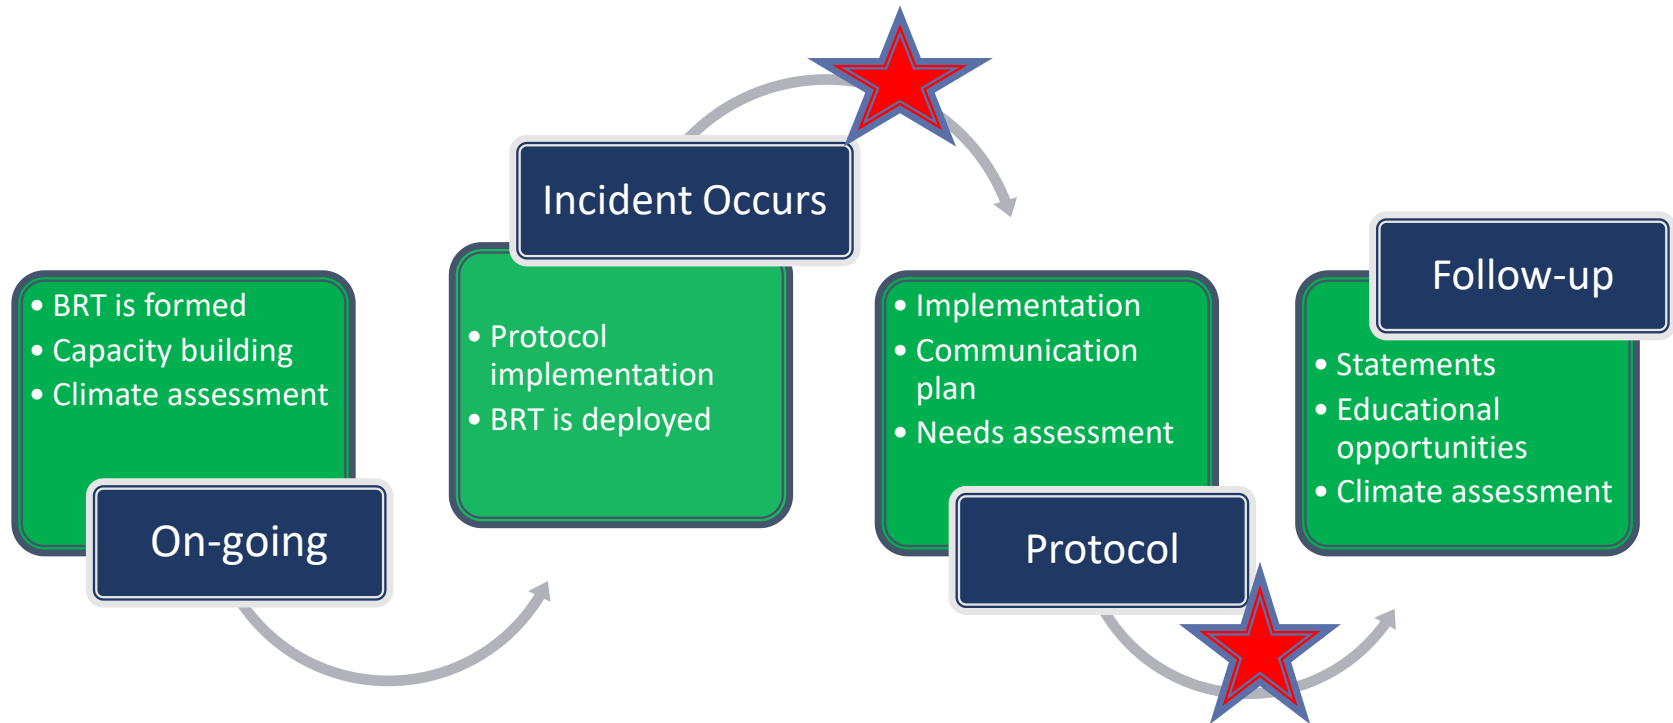 • BRT is formed
• Capacity building
• Climate assessment
On-going
Incident Occurs
• Protocol
implementation
• BRT is deployed
• Implementation
• Communication
plan
• Needs assessment
Protocol
Follow-up
• Statements
• Educational
opportunities
• Climate assessment